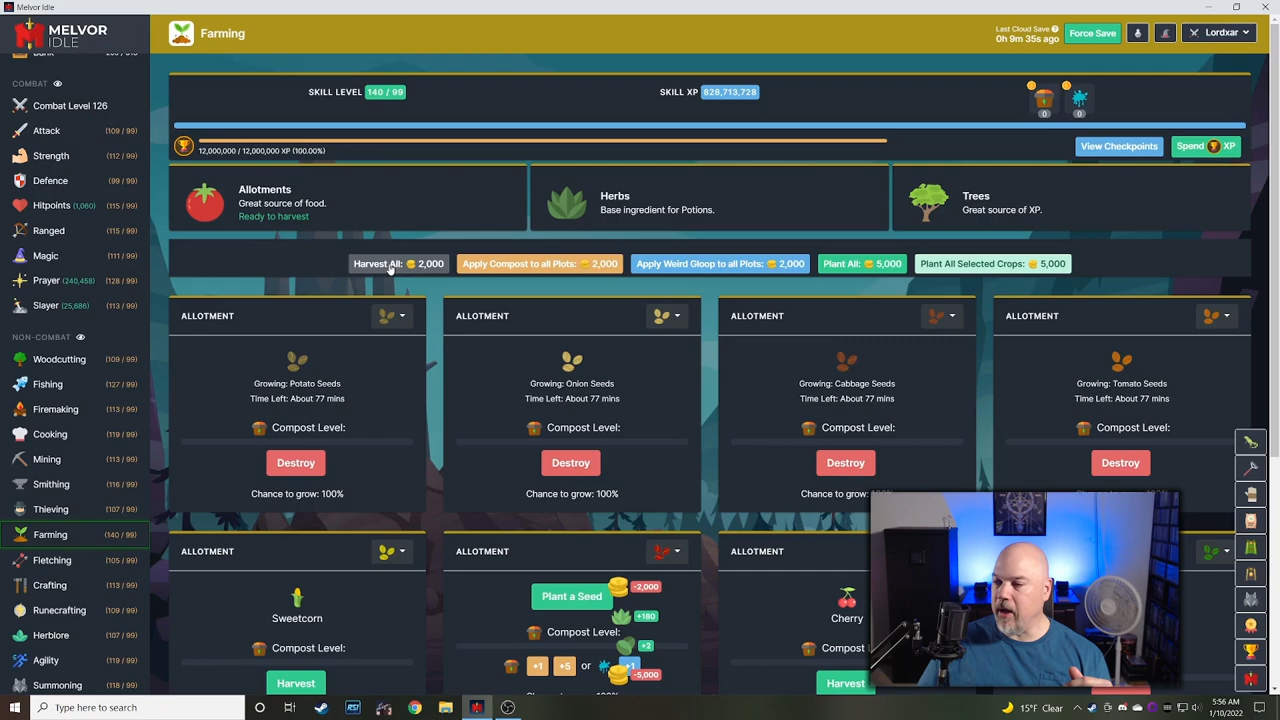 Melvor Idle
MELVOR
IDLE
Farming
Last Cloud Save
0h 9m 35s ago
Force Save
Lordxar
COMBAT
Combat Level 126
Attack (109 / 99)
Strength (112 / 99)
Defence (99 / 99)
Hitpoints (1,060) (115 / 99)
Ranged (115 / 99)
Magic (111 / 99)
Prayer (240,458) (128 / 99)
Slayer (25,686) (113 / 99)
NON-COMBAT
Woodcutting (109 / 99)
Fishing (127 / 99)
Firemaking (113 / 99)
Cooking (119 / 99)
Mining (113 / 99)
Smithing (116 / 99)
Thieving (107 / 99)
Farming (140 / 99)
Fletching (105 / 99)
Crafting (113 / 99)
Runecrafting (109 / 99)
Herblore (107 / 99)
Agility (113 / 99)
Summoning (118 / 99)
SKILL LEVEL 140 / 99
SKILL XP 828,713,728
0 0
12,000,000 / 12,000,000 XP (100.00%)
View Checkpoints
Spend XP
Allotments
Great source of food.
Ready to harvest
Herbs
Base ingredient for Potions.
Trees
Great source of XP.
Harvest All: 2,000
Apply Compost to all Plots: 2,000
Apply Weird Gloop to all Plots: 2,000
Plant All: 5,000
Plant All Selected Crops: 5,000
ALLOTMENT
Growing: Potato Seeds
Time Left: About 77 mins
Compost Level:
Destroy
Chance to grow: 100%
ALLOTMENT
Growing: Onion Seeds
Time Left: About 77 mins
Compost Level:
Destroy
Chance to grow: 100%
ALLOTMENT
Growing: Cabbage Seeds
Time Left: About 77 mins
Compost Level:
Destroy
Chance to grow:
ALLOTMENT
Growing: Tomato Seeds
Time Left: About 77 mins
Compost Level:
Destroy
ALLOTMENT
Sweetcorn
Compost Level:
Harvest
ALLOTMENT
Plant a Seed
Compost Level:
+1 +5 or +1
-2,000
+180
+2
-5,000
ALLOTMENT
Cherry
Harvest
Type here to search
15°F Clear
5:56 AM
1/10/2022